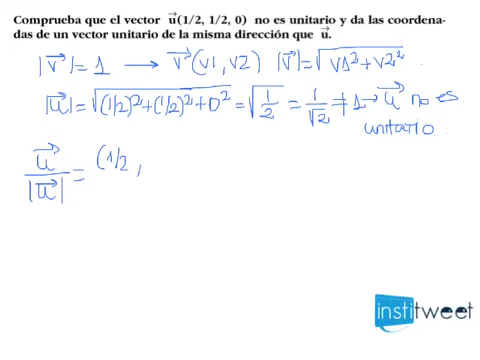 Comprueba que el vector u⃗(1/2, 1/2, 0) no es unitario y da las coordena-
das de un vector unitario de la misma dirección que u⃗.
|v⃗| = 1 → v⃗(v1, v2) |v⃗| = √v1²+v2²
|u⃗| = √(1/2)²+(1/2)²+0² = √1/2 = 1/√2 ≠ 1 → u⃗ no es
unitario.
u⃗/|u⃗| = (1/2,
institweet